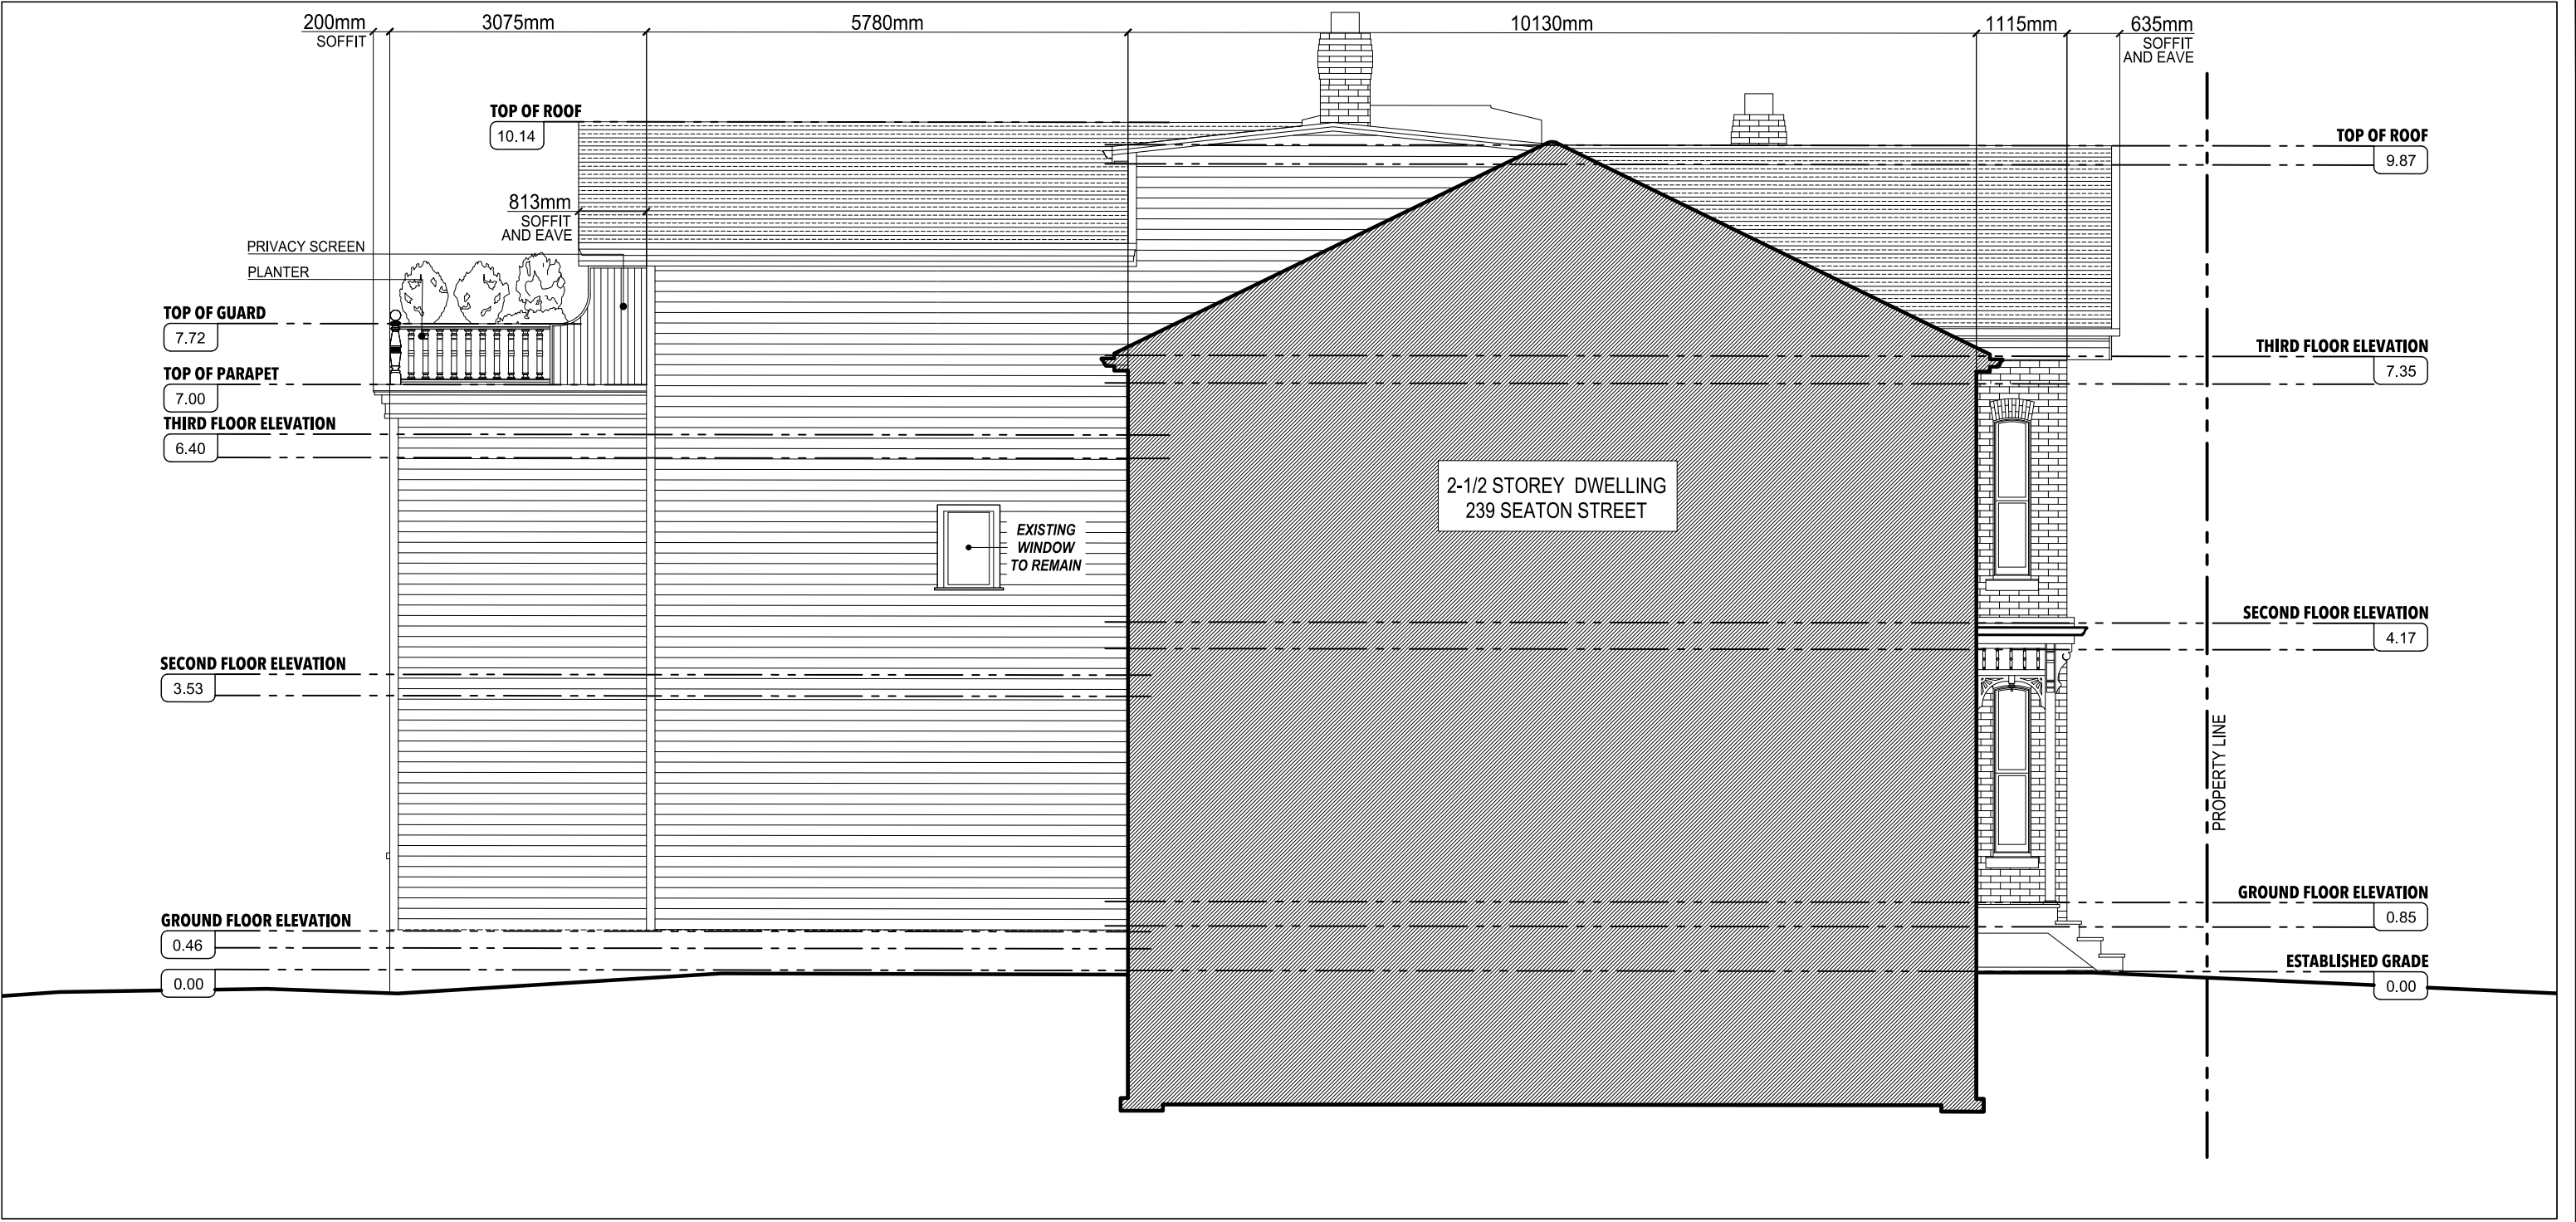 200mm
SOFFIT
3075mm
5780mm
10130mm
1115mm
635mm
SOFFIT
AND EAVE
TOP OF ROOF
10.14
813mm
SOFFIT
AND EAVE
PRIVACY SCREEN
PLANTER
TOP OF GUARD
7.72
TOP OF PARAPET
7.00
THIRD FLOOR ELEVATION
6.40
SECOND FLOOR ELEVATION
3.53
GROUND FLOOR ELEVATION
0.46
0.00
EXISTING
WINDOW
TO REMAIN
2-1/2 STOREY DWELLING
239 SEATON STREET
TOP OF ROOF
9.87
THIRD FLOOR ELEVATION
7.35
SECOND FLOOR ELEVATION
4.17
PROPERTY LINE
GROUND FLOOR ELEVATION
0.85
ESTABLISHED GRADE
0.00